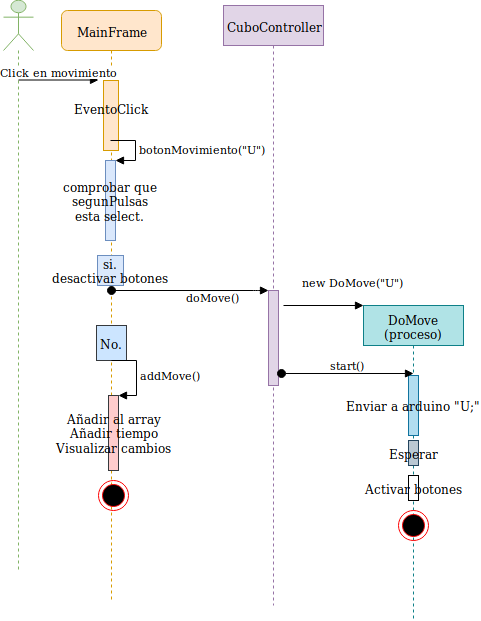 MainFrame
CuboController
Click en movimiento
EventoClick
botonMovimiento("U")
comprobar que
segunPulsas
esta select.
si.
desactivar botones
doMove()
new DoMove("U")
DoMove
(proceso)
No.
start()
addMove()
Enviar a arduino "U;"
Añadir al array
Añadir tiempo
Visualizar cambios
Esperar
Activar botones